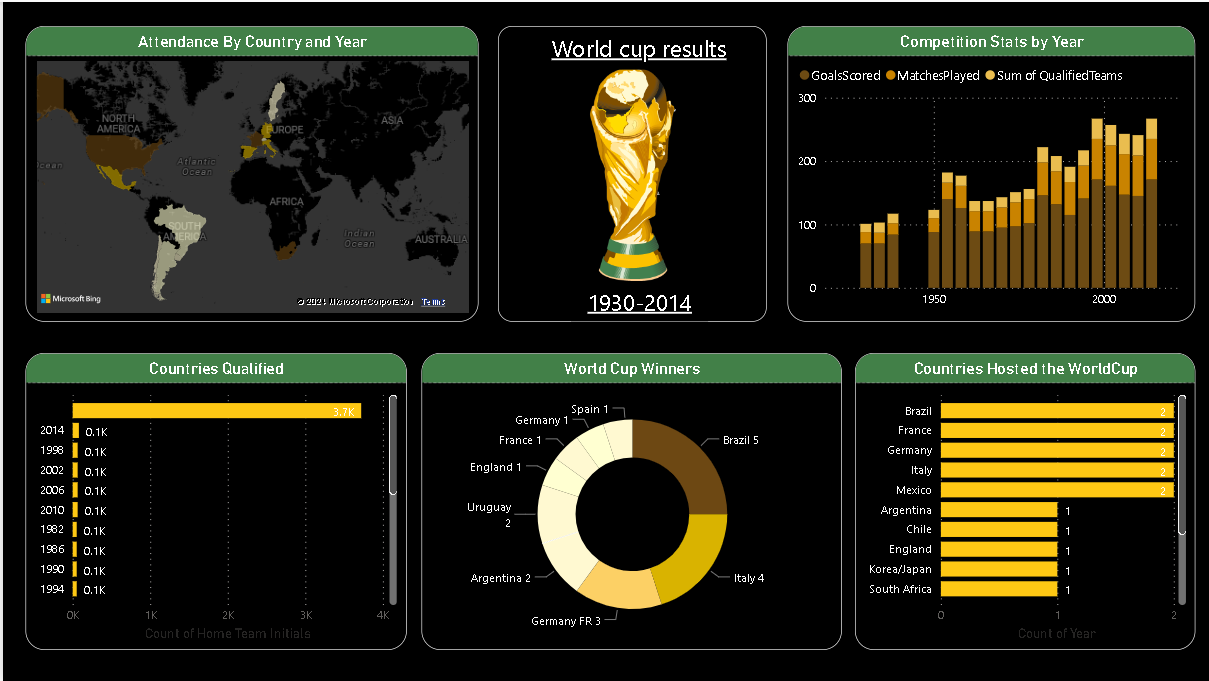 Attendance By Country and Year
NORTH
AMERICA
EUROPE
ASIA
Atlantic
Ocean
AFRICA
SOUTH
AMERICA
Indian
Ocean
AUSTRALIA
Microsoft Bing
© 2024 Microsoft Corporation Terms
World cup results
1930-2014
Competition Stats by Year
GoalsScored MatchesPlayed Sum of QualifiedTeams
300
200
100
0
1950 2000
Countries Qualified
3.7K
2014 0.1K
1998 0.1K
2002 0.1K
2006 0.1K
2010 0.1K
1982 0.1K
1986 0.1K
1990 0.1K
1994 0.1K
0K 1K 2K 3K 4K
Count of Home Team Initials
World Cup Winners
Spain 1
Germany 1
France 1
England 1
Uruguay
2
Argentina 2
Germany FR 3
Italy 4
Brazil 5
Countries Hosted the WorldCup
Brazil 2
France 2
Germany 2
Italy 2
Mexico 2
Argentina 1
Chile 1
England 1
Korea/Japan 1
South Africa 1
0 1 2
Count of Year